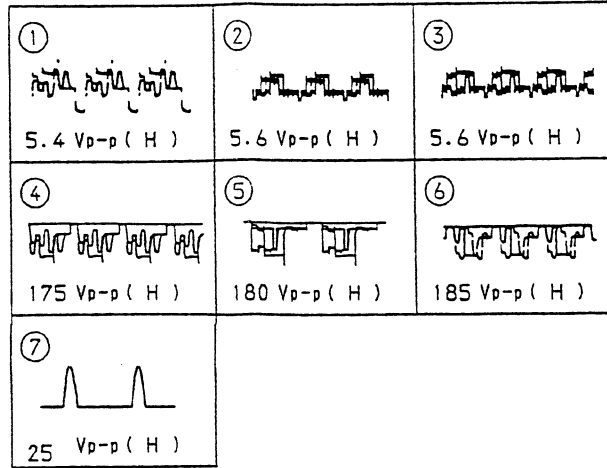 ①
②
③
5.4 Vp-p ( H )
5.6 Vp-p ( H )
5.6 Vp-p ( H )
④
⑤
⑥
175 Vp-p ( H )
180 Vp-p ( H )
185 Vp-p ( H )
⑦
25 Vp-p ( H )